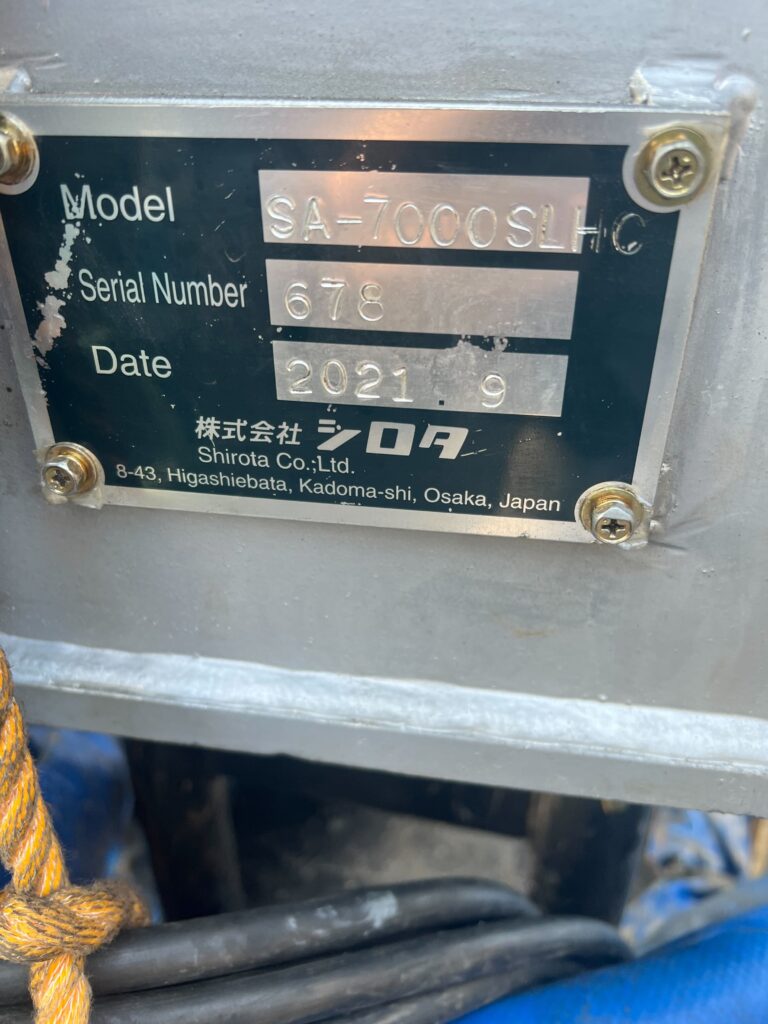 Model SA-7000SLHC
Serial Number 678
Date 2021.9
株式会社 シロタ
Shirota Co.;Ltd.
8-43, Higashiebata, Kadoma-shi, Osaka, Japan